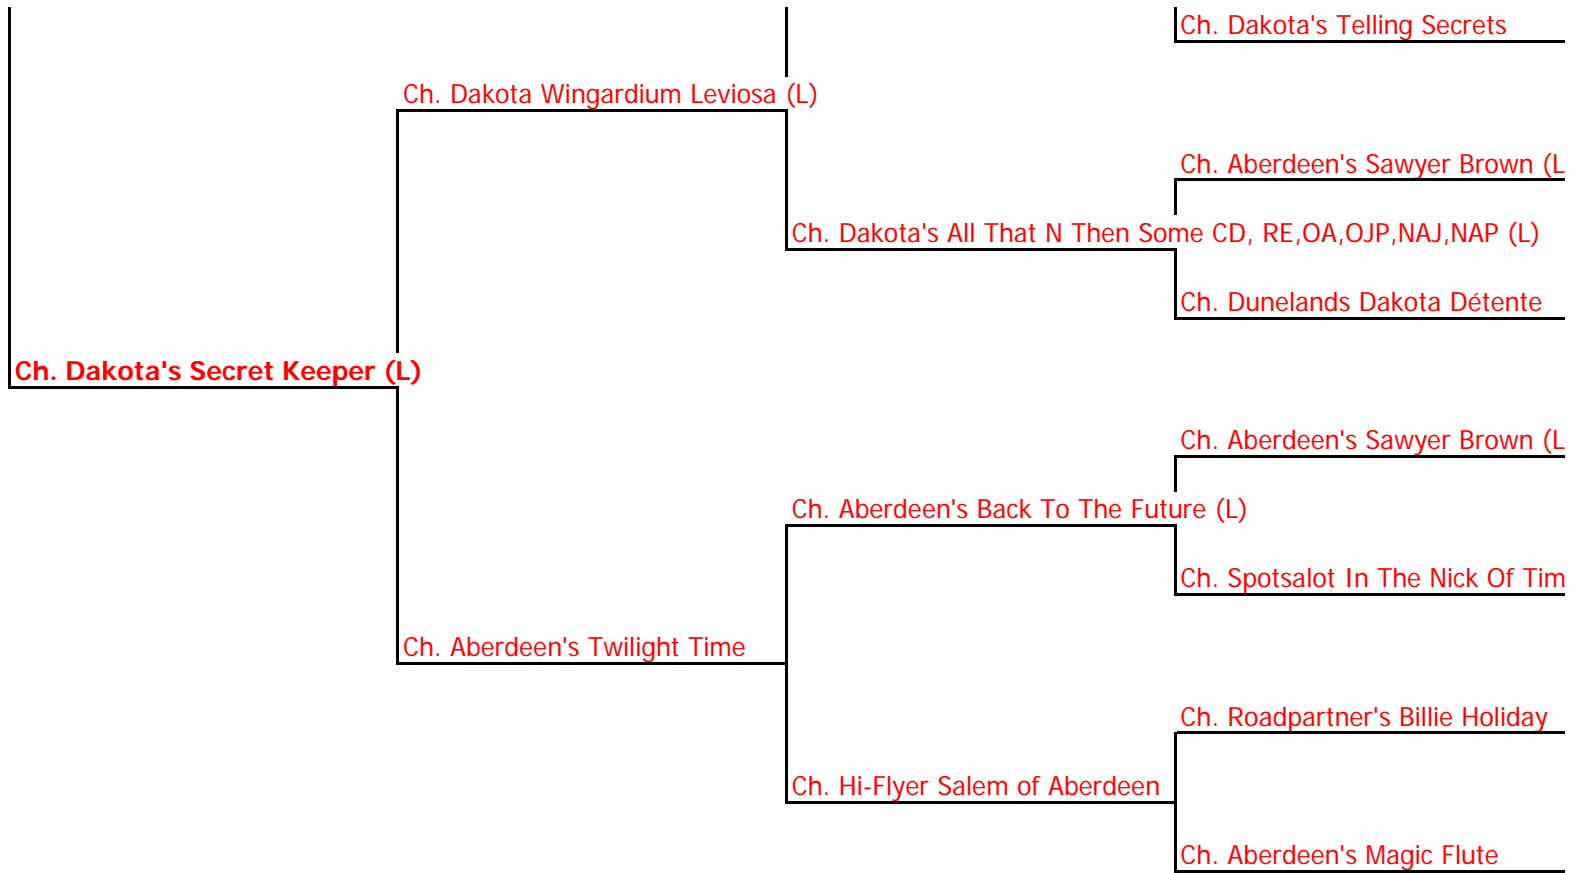 Ch. Dakota's Telling Secrets
Ch. Dakota Wingardium Leviosa (L)
Ch. Aberdeen's Sawyer Brown (L
Ch. Dakota's All That N Then Some CD, RE,OA,OJP,NAJ,NAP (L)
Ch. Dunelands Dakota Détente
Ch. Dakota's Secret Keeper (L)
Ch. Aberdeen's Sawyer Brown (L
Ch. Aberdeen's Back To The Future (L)
Ch. Spotsalot In The Nick Of Tim
Ch. Aberdeen's Twilight Time
Ch. Roadpartner's Billie Holiday
Ch. Hi-Flyer Salem of Aberdeen
Ch. Aberdeen's Magic Flute